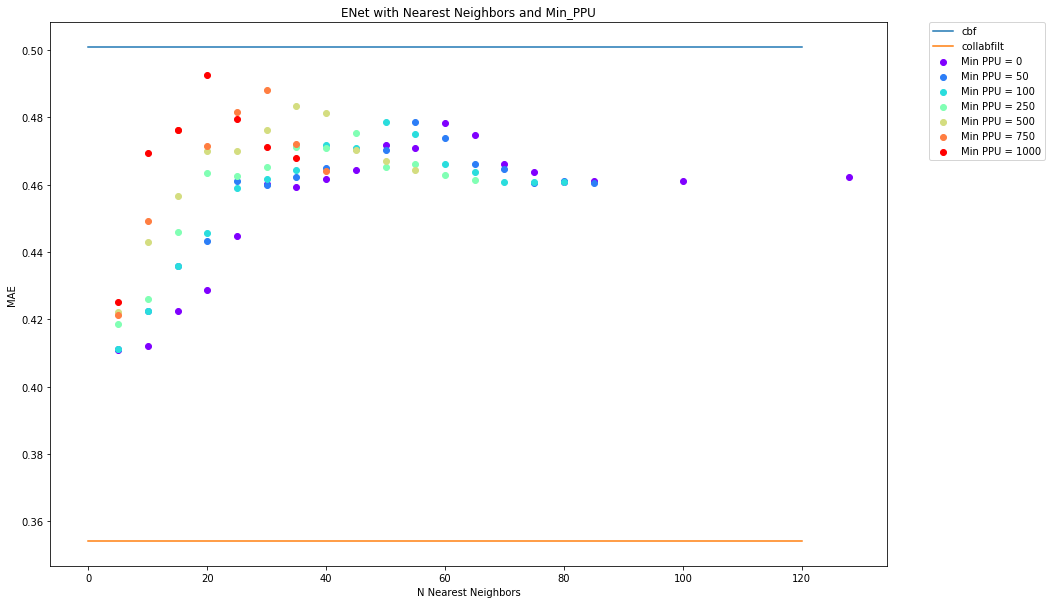 ENet with Nearest Neighbors and Min_PPU
cbf
collabfilt
Min PPU = 0
Min PPU = 50
Min PPU = 100
Min PPU = 250
Min PPU = 500
Min PPU = 750
Min PPU = 1000
MAE
0.50
0.48
0.46
0.44
0.42
0.40
0.38
0.36
0
20
40
60
80
100
120
N Nearest Neighbors